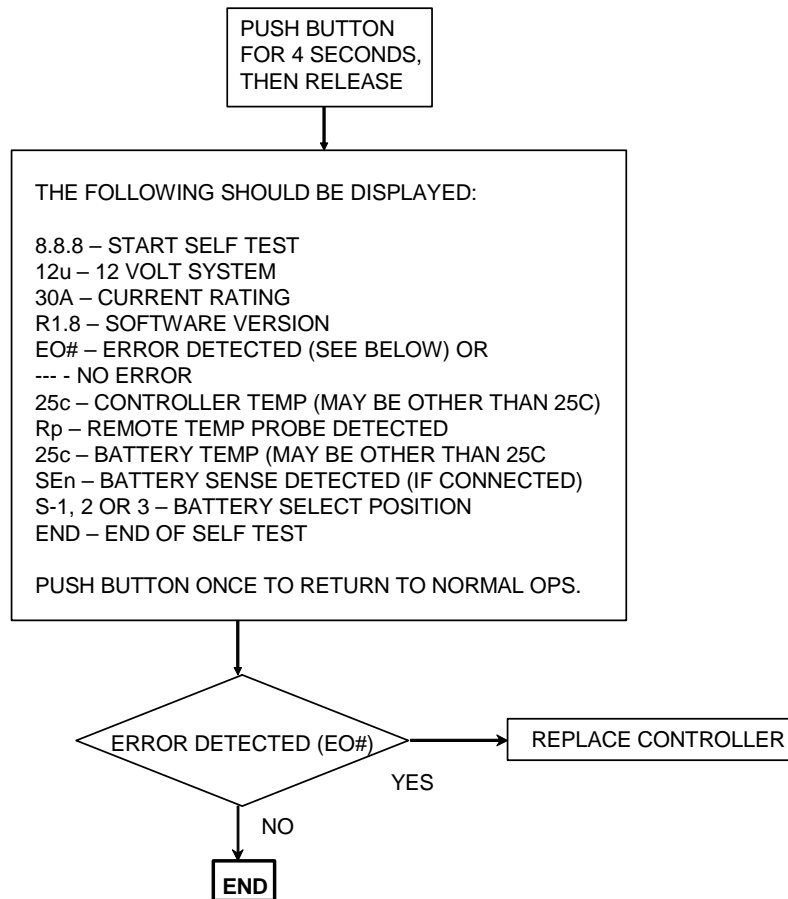 PUSH BUTTON
FOR 4 SECONDS,
THEN RELEASE
THE FOLLOWING SHOULD BE DISPLAYED:
8.8.8 – START SELF TEST
12u – 12 VOLT SYSTEM
30A – CURRENT RATING
R1.8 – SOFTWARE VERSION
EO# – ERROR DETECTED (SEE BELOW) OR
--- - NO ERROR
25c – CONTROLLER TEMP (MAY BE OTHER THAN 25C)
Rp – REMOTE TEMP PROBE DETECTED
25c – BATTERY TEMP (MAY BE OTHER THAN 25C
SEn – BATTERY SENSE DETECTED (IF CONNECTED)
S-1, 2 OR 3 – BATTERY SELECT POSITION
END – END OF SELF TEST
PUSH BUTTON ONCE TO RETURN TO NORMAL OPS.
ERROR DETECTED (EO#)
REPLACE CONTROLLER
YES
NO
END